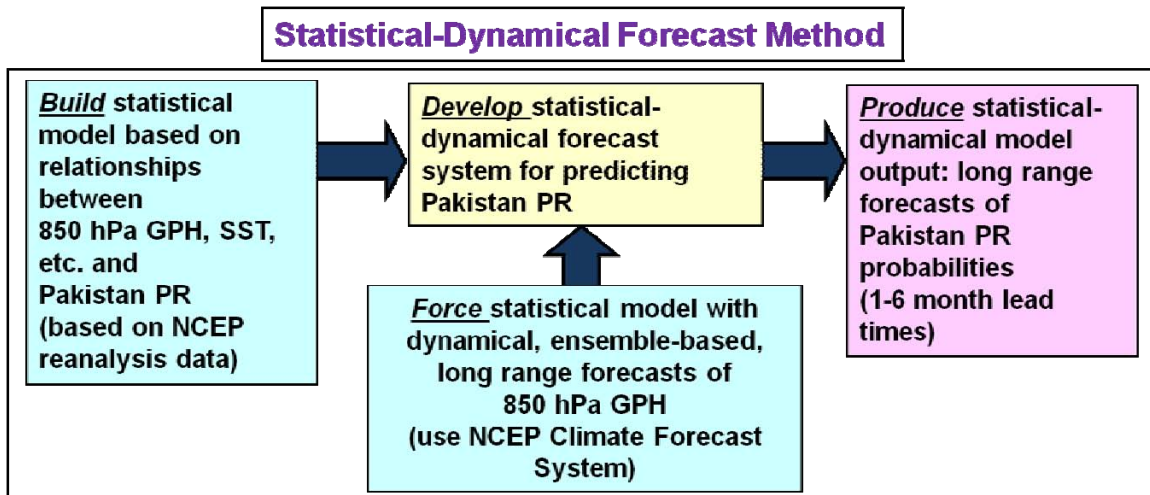 Statistical-Dynamical Forecast Method
Build statistical
model based on
relationships
between
850 hPa GPH, SST,
etc. and
Pakistan PR
(based on NCEP
reanalysis data)
Develop statistical-
dynamical forecast
system for predicting
Pakistan PR
Produce statistical-
dynamical model
output: long range
forecasts of
Pakistan PR
probabilities
(1-6 month lead
times)
Force statistical model with
dynamical, ensemble-based,
long range forecasts of
850 hPa GPH
(use NCEP Climate Forecast
System)